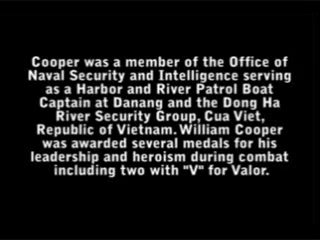 Cooper was a member of the Office of
Naval Security and Intelligence serving
as a Harbor and River Patrol Boat
Captain at Danang and the Dong Ha
River Security Group, Cua Viet,
Republic of Vietnam. William Cooper
was awarded several medals for his
leadership and heroism during combat
including two with "V" for Valor.